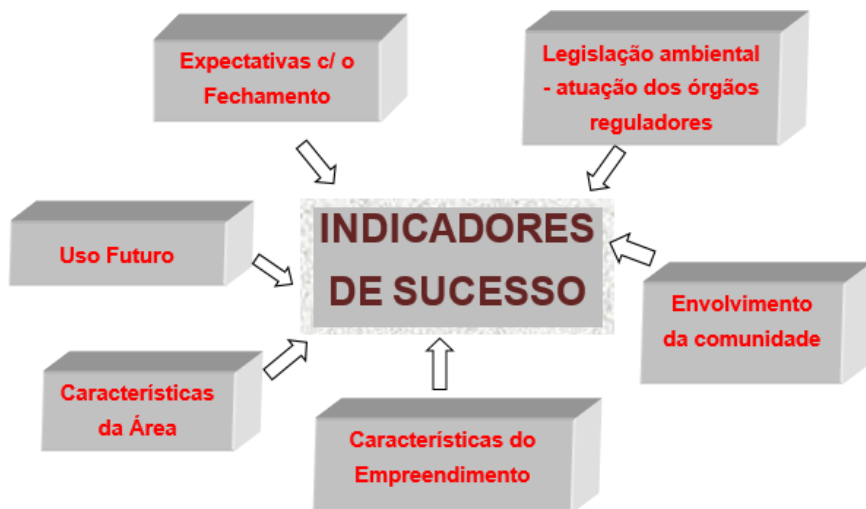 Expectativas c/ o
Fechamento
Legislação ambiental
- atuação dos órgãos
reguladores
INDICADORES
DE SUCESSO
Uso Futuro
Envolvimento
da comunidade
Características
da Área
Características do
Empreendimento